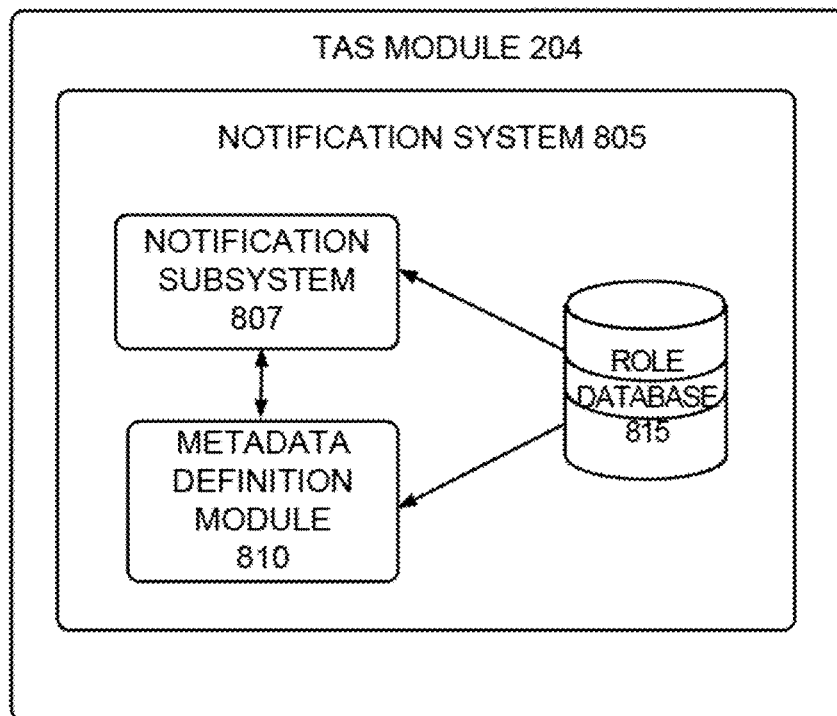 TAS MODULE 204
NOTIFICATION SYSTEM 805
NOTIFICATION
SUBSYSTEM
807
METADATA
DEFINITION
MODULE
810
ROLE
DATABASE
815